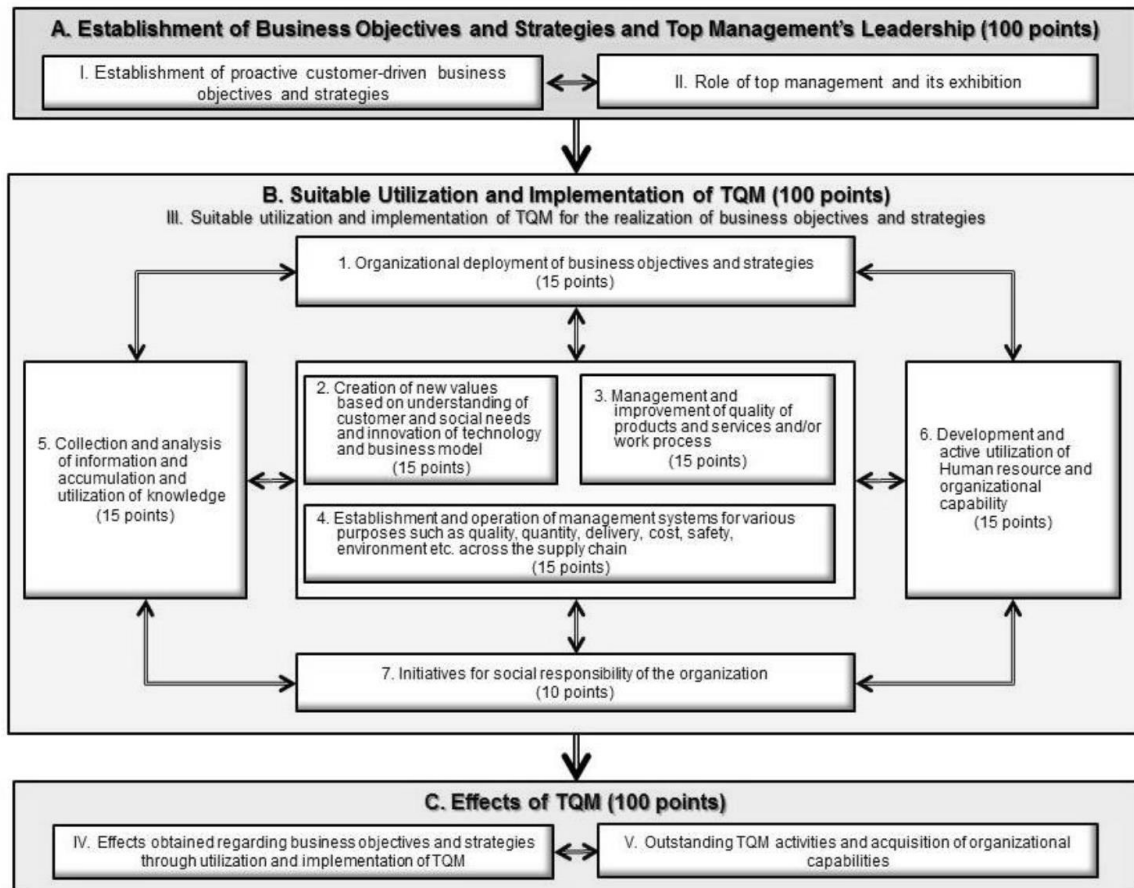 A. Establishment of Business Objectives and Strategies and Top Management's Leadership (100 points)
I. Establishment of proactive customer-driven business
objectives and strategies
II. Role of top management and its exhibition
B. Suitable Utilization and Implementation of TQM (100 points)
III. Suitable utilization and implementation of TQM for the realization of business objectives and strategies
1. Organizational deployment of business objectives and strategies
(15 points)
5. Collection and analysis
of information and
accumulation and
utilization of knowledge
(15 points)
2. Creation of new values
based on understanding of
customer and social needs
and innovation of technology
and business model
(15 points)
3. Management and
improvement of quality of
products and services and/or
work process
(15 points)
4. Establishment and operation of management systems for various
purposes such as quality, quantity, delivery, cost, safety,
environment etc. across the supply chain
(15 points)
6. Development and
active utilization of
Human resource and
organizational
capability
(15 points)
7. Initiatives for social responsibility of the organization
(10 points)
C. Effects of TQM (100 points)
IV. Effects obtained regarding business objectives and strategies
through utilization and implementation of TQM
V. Outstanding TQM activities and acquisition of organizational
capabilities